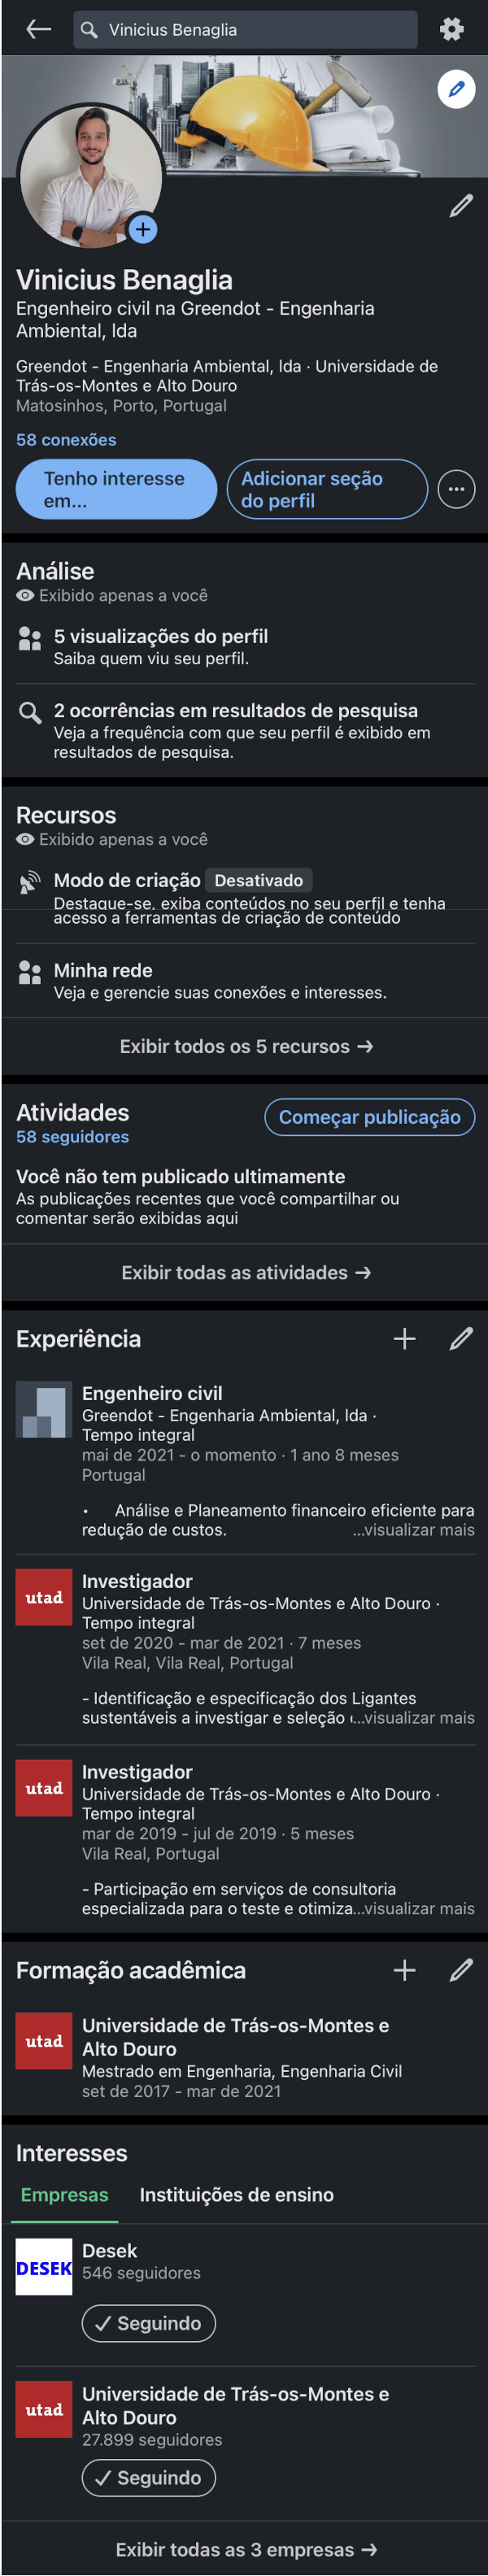 Vinicius Benaglia
Vinicius Benaglia
Engenheiro civil na Greendot - Engenharia
Ambiental, lda
Greendot - Engenharia Ambiental, lda · Universidade de
Trás-os-Montes e Alto Douro
Matosinhos, Porto, Portugal
58 conexões
Tenho interesse
em...
Adicionar seção
do perfil
Análise
Exibido apenas a você
5 visualizações do perfil
Saiba quem viu seu perfil.
2 ocorrências em resultados de pesquisa
Veja a frequência com que seu perfil é exibido em
resultados de pesquisa.
Recursos
Exibido apenas a você
Modo de criação Desativado
Destaque-se, exiba conteúdos no seu perfil e tenha
acesso a ferramentas de criação de conteúdo
Minha rede
Veja e gerencie suas conexões e interesses.
Exibir todos os 5 recursos →
Atividades
58 seguidores
Começar publicação
Você não tem publicado ultimamente
As publicações recentes que você compartilhar ou
comentar serão exibidas aqui
Exibir todas as atividades →
Experiência
Engenheiro civil
Greendot - Engenharia Ambiental, lda ·
Tempo integral
mai de 2021 - o momento · 1 ano 8 meses
Portugal
• Análise e Planeamento financeiro eficiente para
redução de custos. ...visualizar mais
utad
Investigador
Universidade de Trás-os-Montes e Alto Douro ·
Tempo integral
set de 2020 - mar de 2021 · 7 meses
Vila Real, Vila Real, Portugal
- Identificação e especificação dos Ligantes
sustentáveis a investigar e seleção ...visualizar mais
utad
Investigador
Universidade de Trás-os-Montes e Alto Douro ·
Tempo integral
mar de 2019 - jul de 2019 · 5 meses
Vila Real, Portugal
- Participação em serviços de consultoria
especializada para o teste e otimiza...visualizar mais
Formação acadêmica
utad
Universidade de Trás-os-Montes e
Alto Douro
Mestrado em Engenharia, Engenharia Civil
set de 2017 - mar de 2021
Interesses
Empresas Instituições de ensino
DESEK
Desek
546 seguidores
✓ Seguindo
utad
Universidade de Trás-os-Montes e
Alto Douro
27.899 seguidores
✓ Seguindo
Exibir todas as 3 empresas →